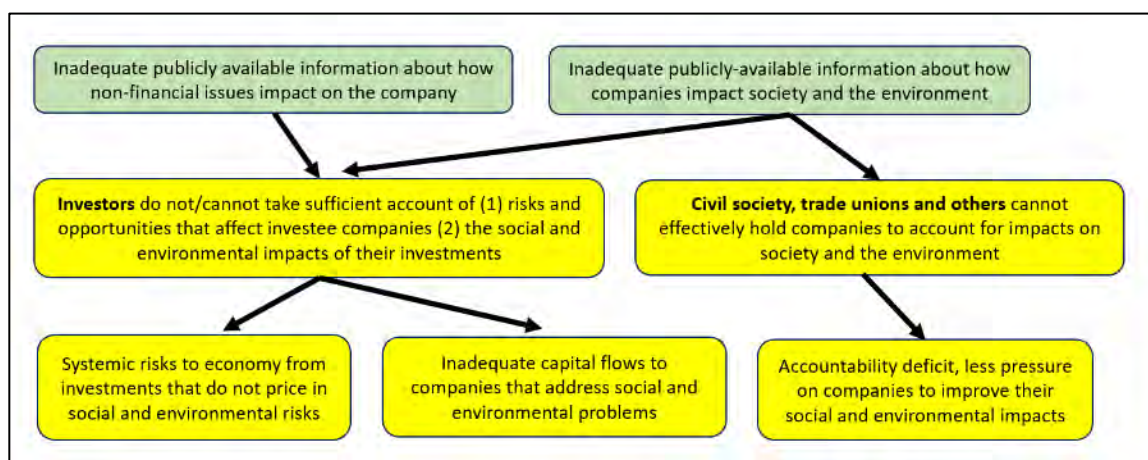 Inadequate publicly available information about how
non-financial issues impact on the company
Inadequate publicly-available information about how
companies impact society and the environment
Investors do not/cannot take sufficient account of (1) risks and
opportunities that affect investee companies (2) the social and
environmental impacts of their investments
Civil society, trade unions and others cannot
effectively hold companies to account for impacts on
society and the environment
Systemic risks to economy from
investments that do not price in
social and environmental risks
Inadequate capital flows to
companies that address social and
environmental problems
Accountability deficit, less pressure
on companies to improve their
social and environmental impacts